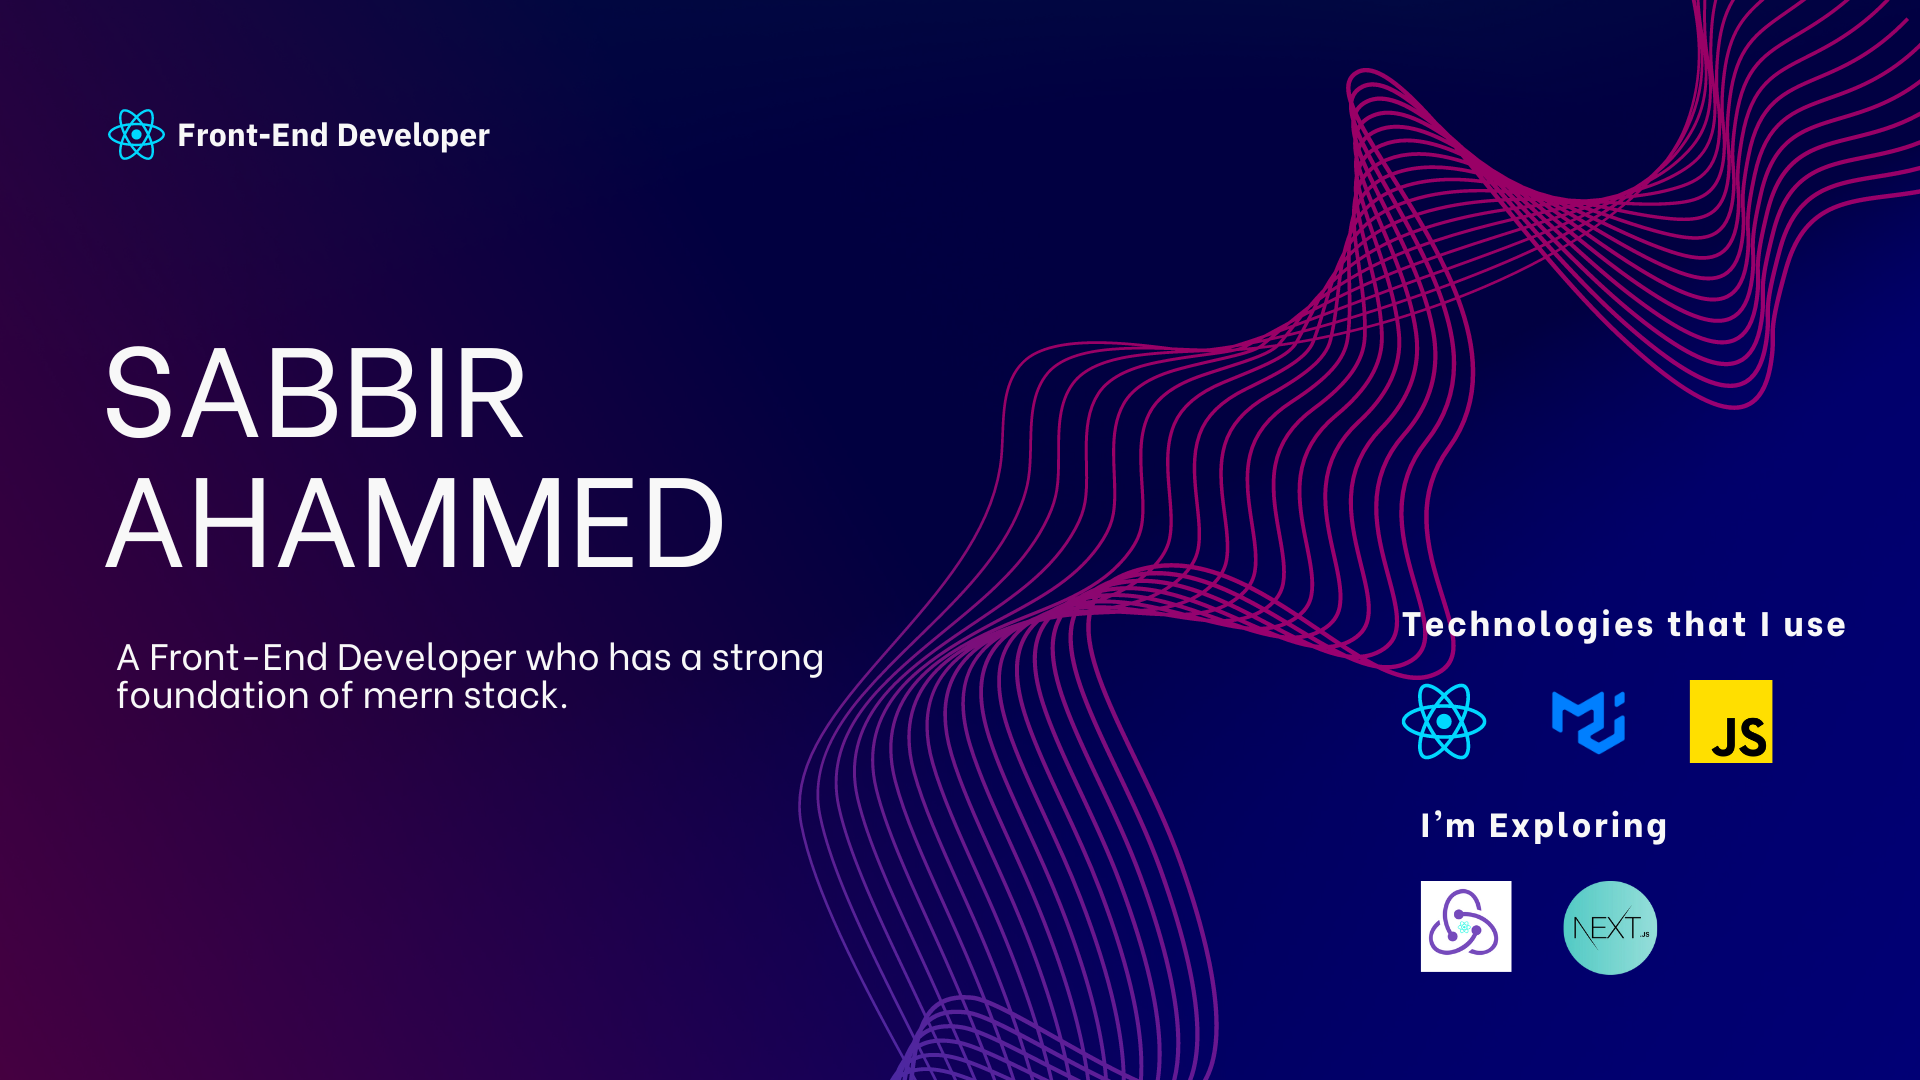 Front-End Developer
SABBIR
AHAMMED
A Front-End Developer who has a strong
foundation of mern stack.
Technologies that I use
JS
I'm Exploring
NEXT.JS